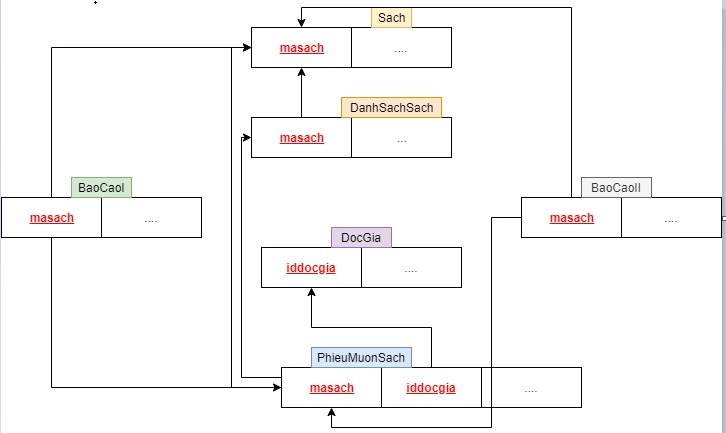 Sach
masach ....
DanhSachSach
masach ...
BaoCaoI
masach ....
BaoCaoII
masach ....
DocGia
iddocgia ....
PhieuMuonSach
masach iddocgia ....